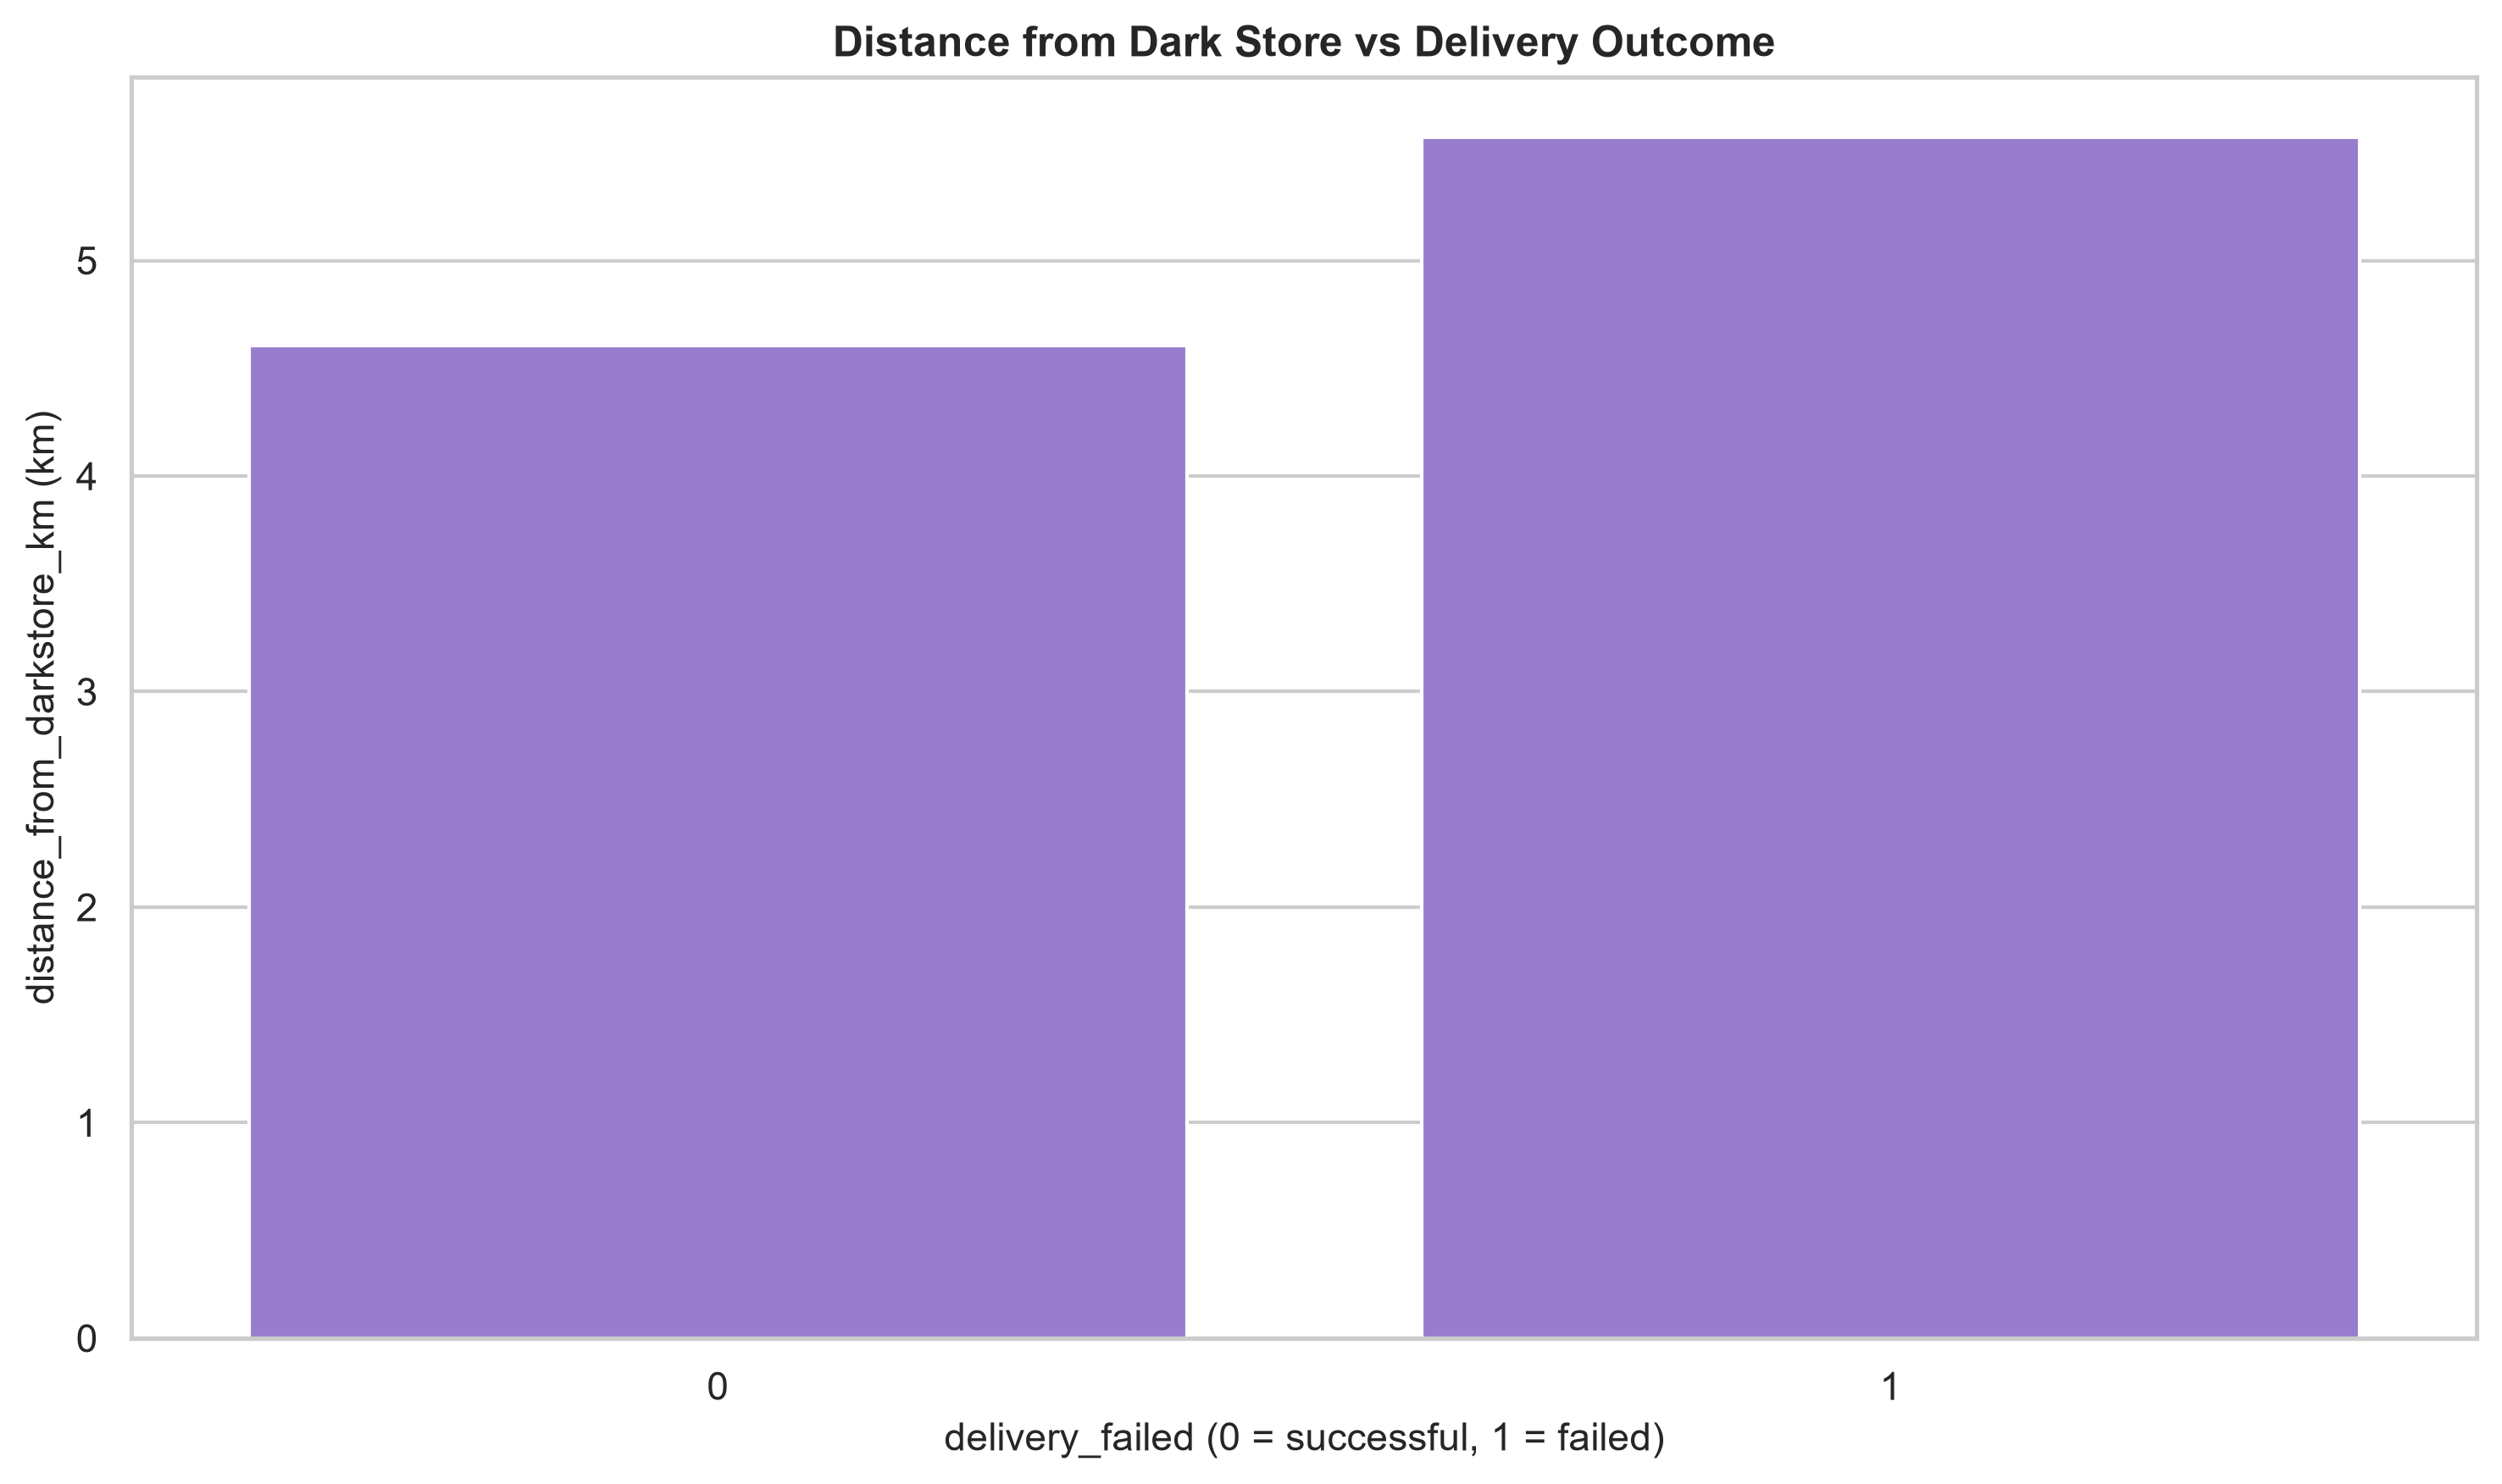 Distance from Dark Store vs Delivery Outcome
distance_from_darkstore_km (km)
5
4
3
2
1
0
0 1
delivery_failed (0 = successful, 1 = failed)